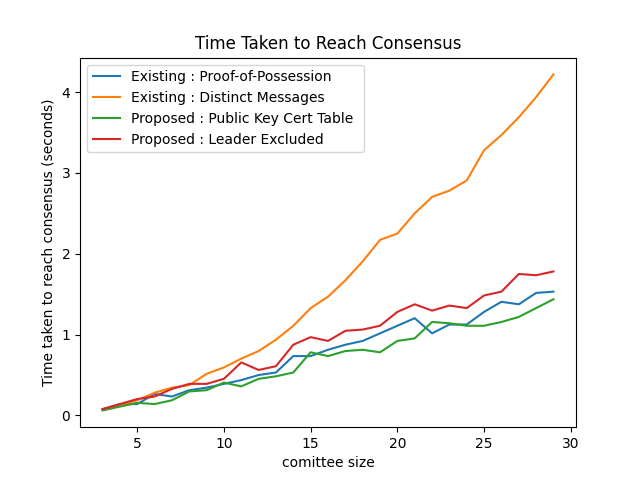 Time Taken to Reach Consensus
Existing : Proof-of-Possession
Existing : Distinct Messages
Proposed : Public Key Cert Table
Proposed : Leader Excluded
Time taken to reach consensus (seconds)
4
3
2
1
0
5 10 15 20 25 30
comittee size